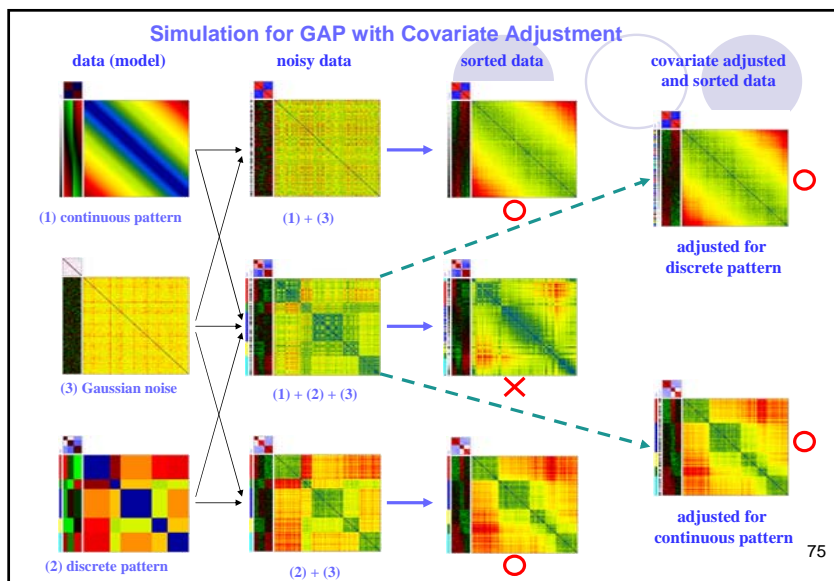 Simulation for GAP with Covariate Adjustment
data (model)
noisy data
sorted data
covariate adjusted
and sorted data
(1) continuous pattern
(1) + (3)
adjusted for
discrete pattern
(3) Gaussian noise
(1) + (2) + (3)
(2) discrete pattern
(2) + (3)
adjusted for
continuous pattern
75